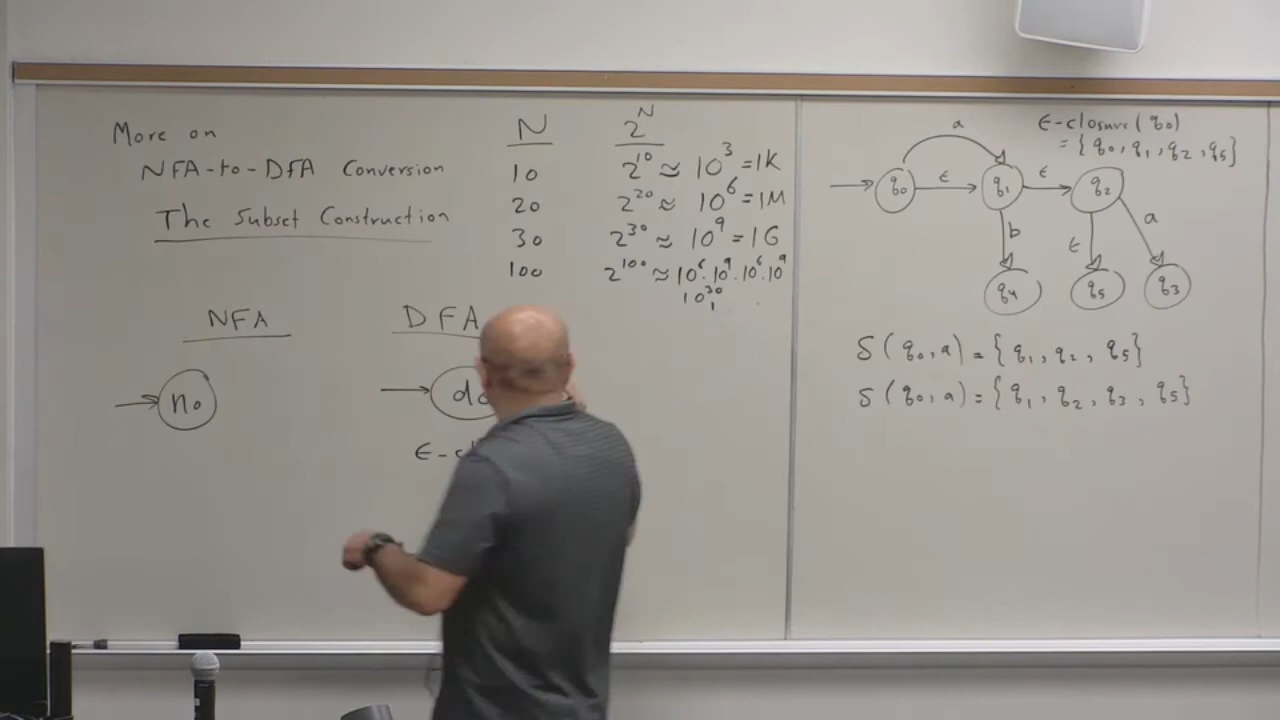 More on
NFA-to-DFA Conversion
The Subset Construction
N 2^N
10 2^10 ≈ 10^3 = 1K
20 2^20 ≈ 10^6 = 1M
30 2^30 ≈ 10^9 = 1G
100 2^100 ≈ 10^6.10^9.10^6.10^9
10^30
NFA DFA
n0
ϵ-closure(q0)
= {q0, q1, q2, q5}
a
q0 ϵ q1 ϵ q2
b ϵ a
q4 q5 q3
δ(q0, a) = {q1, q2, q5}
δ(q0, a) = {q1, q2, q3, q5}